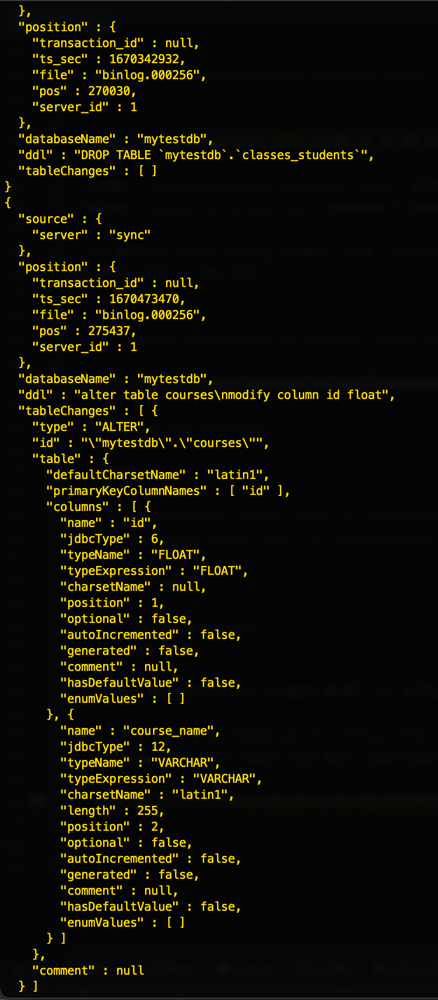 },
  "position" : {
    "transaction_id" : null,
    "ts_sec" : 1670342932,
    "file" : "binlog.000256",
    "pos" : 270030,
    "server_id" : 1
  },
  "databaseName" : "mytestdb",
  "ddl" : "DROP TABLE `mytestdb`.`classes_students`",
  "tableChanges" : [ ]
}
{
  "source" : {
    "server" : "sync"
  },
  "position" : {
    "transaction_id" : null,
    "ts_sec" : 1670473470,
    "file" : "binlog.000256",
    "pos" : 275437,
    "server_id" : 1
  },
  "databaseName" : "mytestdb",
  "ddl" : "alter table courses\nmodify column id float",
  "tableChanges" : [ {
    "type" : "ALTER",
    "id" : "\"mytestdb\".\"courses\"",
    "table" : {
      "defaultCharsetName" : "latin1",
      "primaryKeyColumnNames" : [ "id" ],
      "columns" : [ {
        "name" : "id",
        "jdbcType" : 6,
        "typeName" : "FLOAT",
        "typeExpression" : "FLOAT",
        "charsetName" : null,
        "position" : 1,
        "optional" : false,
        "autoIncremented" : false,
        "generated" : false,
        "comment" : null,
        "hasDefaultValue" : false,
        "enumValues" : [ ]
      }, {
        "name" : "course_name",
        "jdbcType" : 12,
        "typeName" : "VARCHAR",
        "typeExpression" : "VARCHAR",
        "charsetName" : "latin1",
        "length" : 255,
        "position" : 2,
        "optional" : false,
        "autoIncremented" : false,
        "generated" : false,
        "comment" : null,
        "hasDefaultValue" : false,
        "enumValues" : [ ]
      } ]
    },
    "comment" : null
  } ]